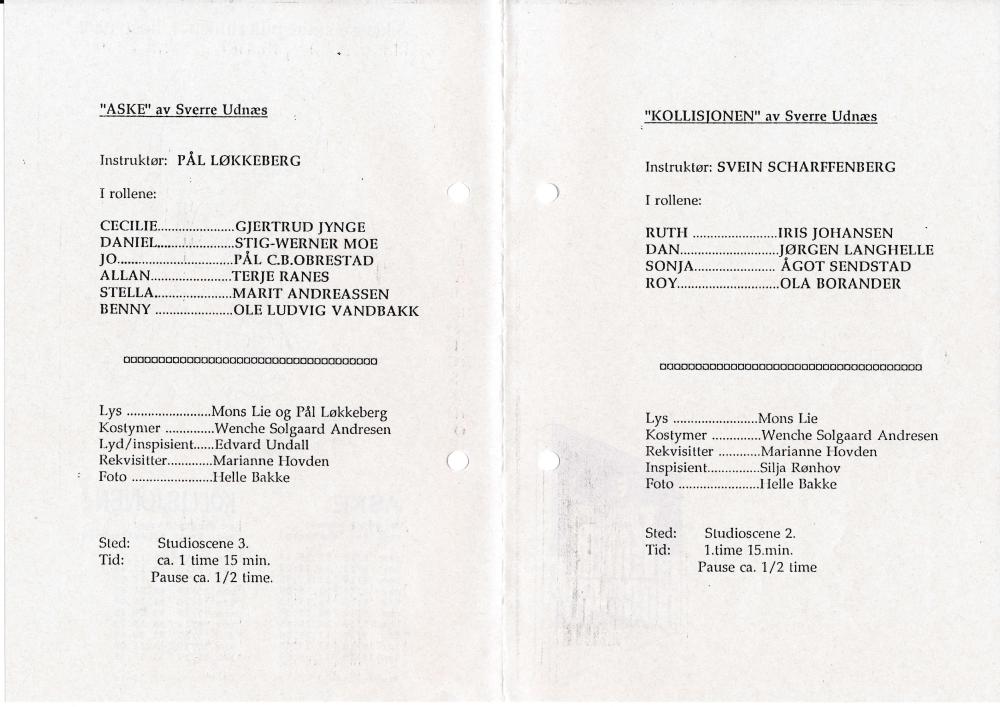 "ASKE" av Sverre Udnæs
Instruktør: PÅL LØKKEBERG
I rollene:
CECILIE......................GJERTRUD JYNGE
DANIEL......................STIG-WERNER MOE
JO.................................PÅL C.B.OBRESTAD
ALLAN.......................TERJE RANES
STELLA......................MARIT ANDREASSEN
BENNY ......................OLE LUDVIG VANDBAKK
¤¤¤¤¤¤¤¤¤¤¤¤¤¤¤¤¤¤¤¤¤¤¤¤¤¤¤¤¤¤¤¤¤¤¤¤
Lys ........................Mons Lie og Pål Løkkeberg
Kostymer ..............Wenche Solgaard Andresen
Lyd/inspisient......Edvard Undall
Rekvisitter.............Marianne Hovden
Foto .......................Helle Bakke
Sted: Studioscene 3.
Tid: ca. 1 time 15 min.
Pause ca. 1/2 time.
"KOLLISJONEN" av Sverre Udnæs
Instruktør: SVEIN SCHARFFENBERG
I rollene:
RUTH ........................IRIS JOHANSEN
DAN............................JØRGEN LANGHELLE
SONJA....................... ÅGOT SENDSTAD
ROY.............................OLA BORANDER
¤¤¤¤¤¤¤¤¤¤¤¤¤¤¤¤¤¤¤¤¤¤¤¤¤¤¤¤¤¤¤¤¤¤¤¤¤
Lys ........................Mons Lie
Kostymer ..............Wenche Solgaard Andresen
Rekvisitter ............Marianne Hovden
Inspisient...............Silja Rønhov
Foto .......................Helle Bakke
Sted: Studioscene 2.
Tid: 1.time 15.min.
Pause ca. 1/2 time